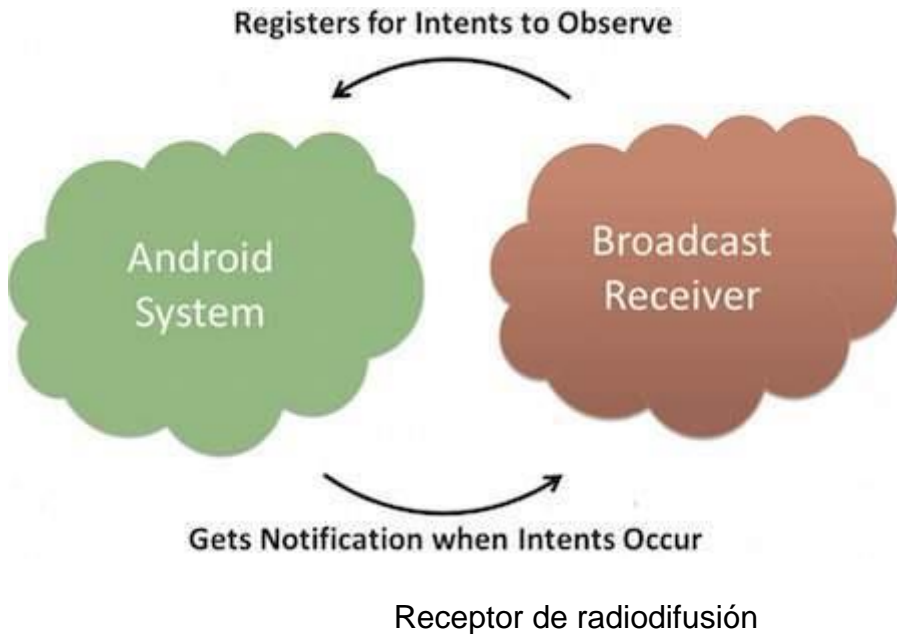 Registers for Intents to Observe
Android
System
Broadcast
Receiver
Gets Notification when Intents Occur
Receptor de radiodifusión